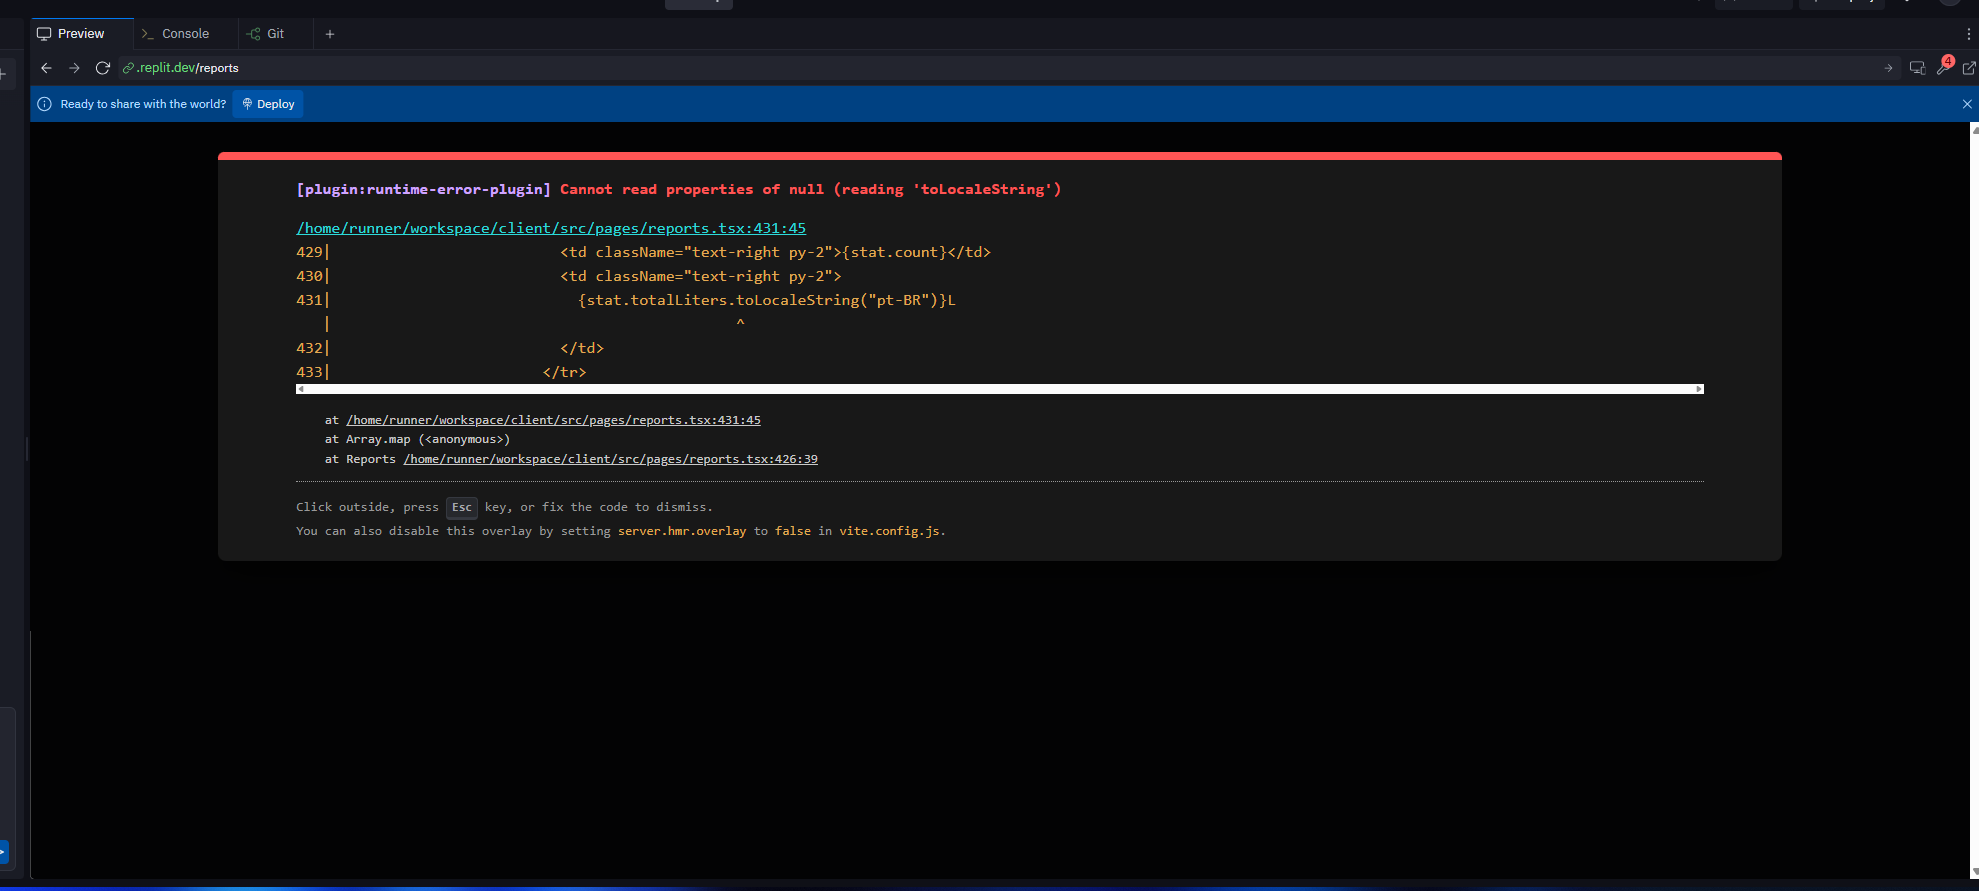 Preview
Console
Git
.replit.dev/reports
4
Ready to share with the world?
Deploy
[plugin:runtime-error-plugin] Cannot read properties of null (reading 'toLocaleString')
/home/runner/workspace/client/src/pages/reports.tsx:431:45
429|                          <td className="text-right py-2">{stat.count}</td>
430|                          <td className="text-right py-2">
431|                            {stat.totalLiters.toLocaleString("pt-BR")}L
   |                                              ^
432|                          </td>
433|                        </tr>
at /home/runner/workspace/client/src/pages/reports.tsx:431:45
at Array.map (<anonymous>)
at Reports /home/runner/workspace/client/src/pages/reports.tsx:426:39
Click outside, press Esc key, or fix the code to dismiss.
You can also disable this overlay by setting server.hmr.overlay to false in vite.config.js.